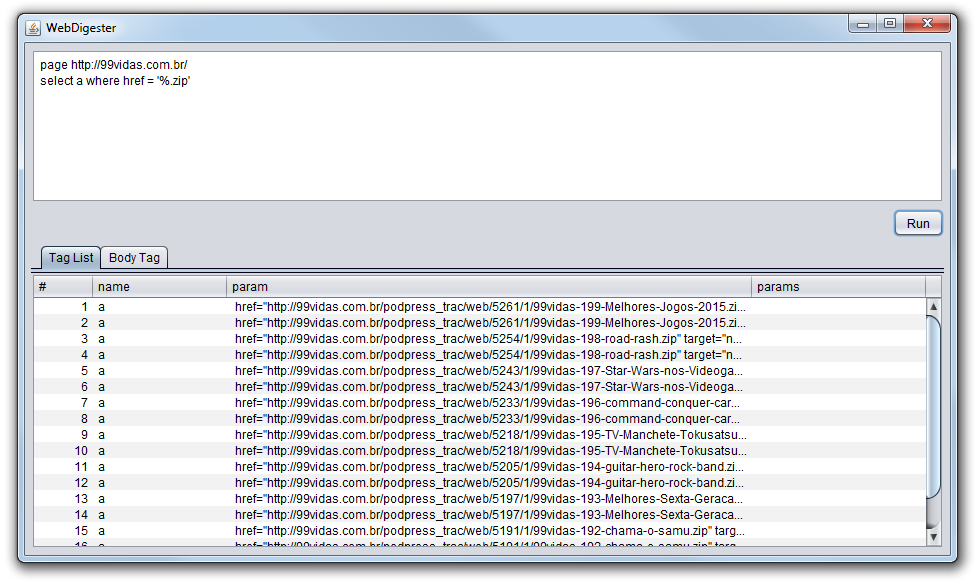 WebDigester
page http://99vidas.com.br/
select a where href = '%.zip'
Run
Tag List Body Tag
# name param params
1 a href="http://99vidas.com.br/podpress_trac/web/5261/1/99vidas-199-Melhores-Jogos-2015.zi...
2 a href="http://99vidas.com.br/podpress_trac/web/5261/1/99vidas-199-Melhores-Jogos-2015.zi...
3 a href="http://99vidas.com.br/podpress_trac/web/5254/1/99vidas-198-road-rash.zip" target="n...
4 a href="http://99vidas.com.br/podpress_trac/web/5254/1/99vidas-198-road-rash.zip" target="n...
5 a href="http://99vidas.com.br/podpress_trac/web/5243/1/99vidas-197-Star-Wars-nos-Videoga...
6 a href="http://99vidas.com.br/podpress_trac/web/5243/1/99vidas-197-Star-Wars-nos-Videoga...
7 a href="http://99vidas.com.br/podpress_trac/web/5233/1/99vidas-196-command-conquer-car...
8 a href="http://99vidas.com.br/podpress_trac/web/5233/1/99vidas-196-command-conquer-car...
9 a href="http://99vidas.com.br/podpress_trac/web/5218/1/99vidas-195-TV-Manchete-Tokusatsu...
10 a href="http://99vidas.com.br/podpress_trac/web/5218/1/99vidas-195-TV-Manchete-Tokusatsu...
11 a href="http://99vidas.com.br/podpress_trac/web/5205/1/99vidas-194-guitar-hero-rock-band.zi...
12 a href="http://99vidas.com.br/podpress_trac/web/5205/1/99vidas-194-guitar-hero-rock-band.zi...
13 a href="http://99vidas.com.br/podpress_trac/web/5197/1/99vidas-193-Melhores-Sexta-Geraca...
14 a href="http://99vidas.com.br/podpress_trac/web/5197/1/99vidas-193-Melhores-Sexta-Geraca...
15 a href="http://99vidas.com.br/podpress_trac/web/5191/1/99vidas-192-chama-o-samu.zip" targ...